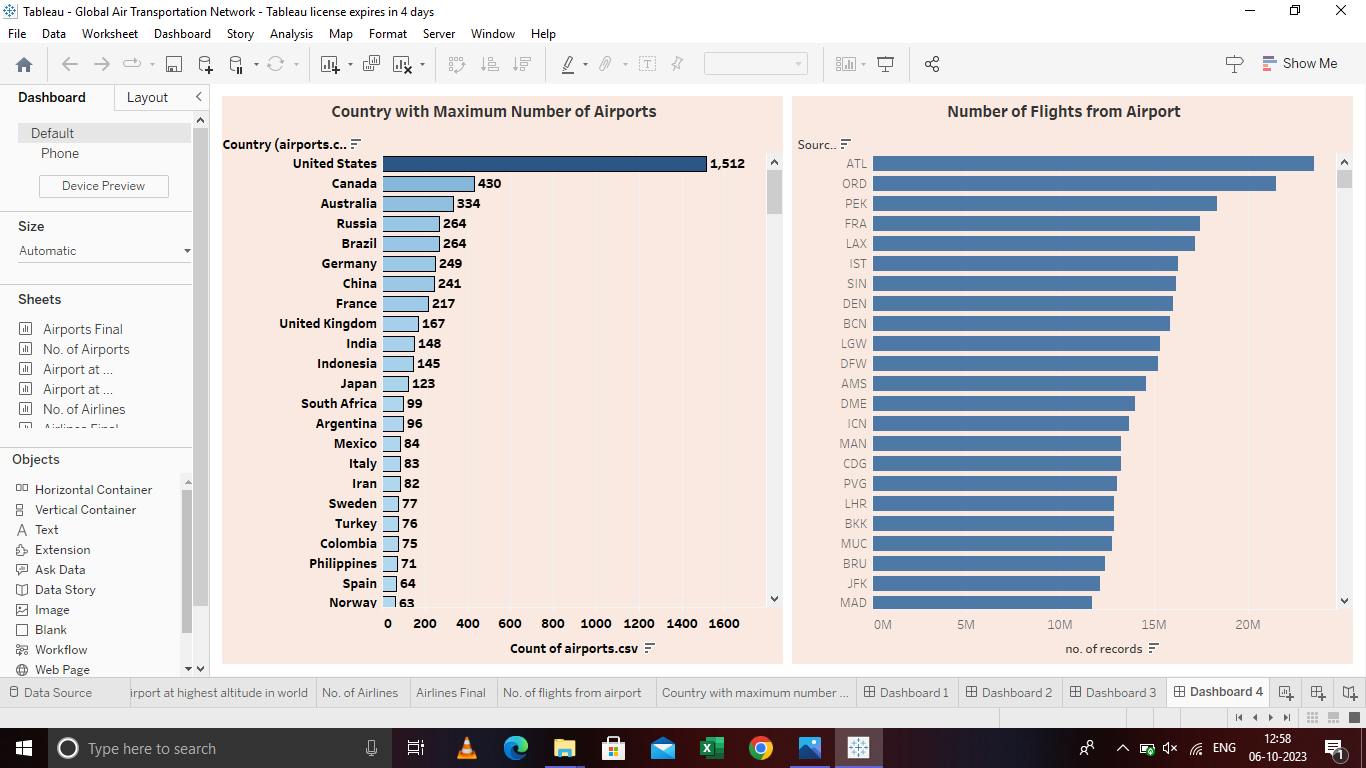 Tableau - Global Air Transportation Network - Tableau license expires in 4 days
File Data Worksheet Dashboard Story Analysis Map Format Server Window Help
Show Me
Dashboard Layout
Default
Phone
Device Preview
Size
Automatic
Sheets
Airports Final
No. of Airports
Airport at ...
Airport at ...
No. of Airlines
Airlines Final
Objects
Horizontal Container
Vertical Container
Text
Extension
Ask Data
Data Story
Image
Blank
Workflow
Web Page
Country with Maximum Number of Airports
Country (airports.c..
United States 1,512
Canada 430
Australia 334
Russia 264
Brazil 264
Germany 249
China 241
France 217
United Kingdom 167
India 148
Indonesia 145
Japan 123
South Africa 99
Argentina 96
Mexico 84
Italy 83
Iran 82
Sweden 77
Turkey 76
Colombia 75
Philippines 71
Spain 64
Norway 63
0 200 400 600 800 1000 1200 1400 1600
Count of airports.csv
Number of Flights from Airport
Sourc..
ATL
ORD
PEK
FRA
LAX
IST
SIN
DEN
BCN
LGW
DFW
AMS
DME
ICN
MAN
CDG
PVG
LHR
BKK
MUC
BRU
JFK
MAD
0M 5M 10M 15M 20M
no. of records
Data Source irport at highest altitude in world No. of Airlines Airlines Final No. of flights from airport Country with maximum number ... Dashboard 1 Dashboard 2 Dashboard 3 Dashboard 4
Type here to search
ENG
12:58
06-10-2023
1